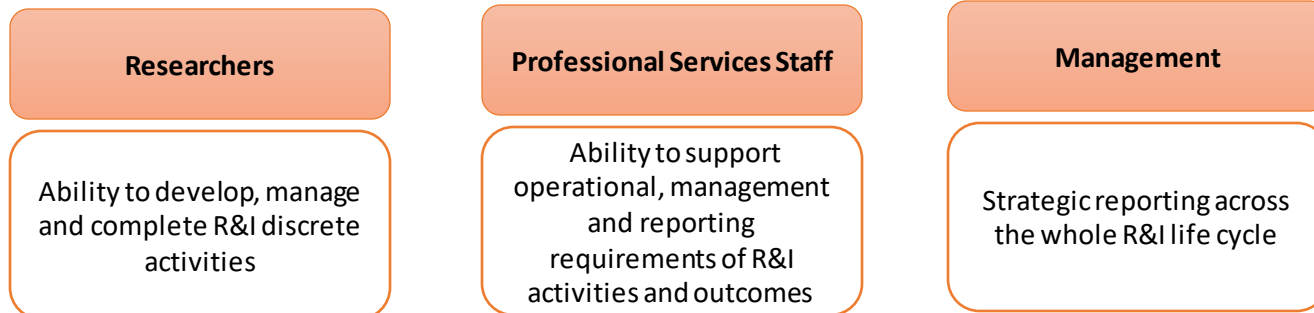 Researchers
Ability to develop, manage
and complete R&I discrete
activities
Professional Services Staff
Ability to support
operational, management
and reporting
requirements of R&I
activities and outcomes
Management
Strategic reporting across
the whole R&I life cycle